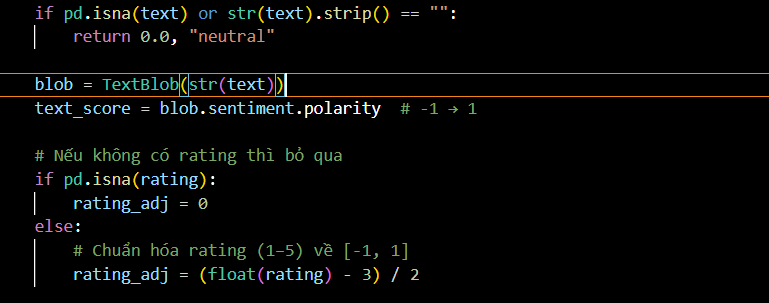 if pd.isna(text) or str(text).strip() == "":
    return 0.0, "neutral"
blob = TextBlob(str(text))
text_score = blob.sentiment.polarity  # -1 → 1
# Nếu không có rating thì bỏ qua
if pd.isna(rating):
    rating_adj = 0
else:
    # Chuẩn hóa rating (1–5) về [-1, 1]
    rating_adj = (float(rating) - 3) / 2